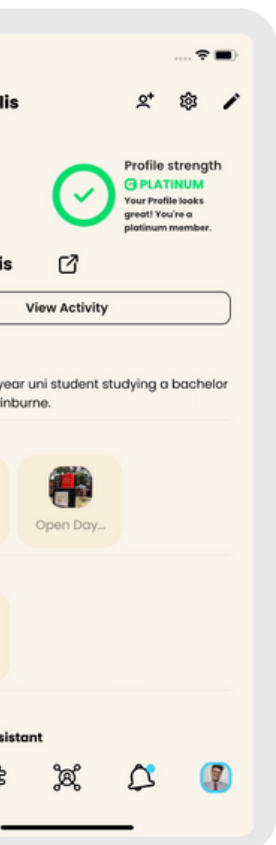 lis
Profile strength
PLATINUM
Your Profile looks
great! You're a
platinum member.
is
View Activity
year uni student studying a bachelor
inburne.
Open Day...
sistant